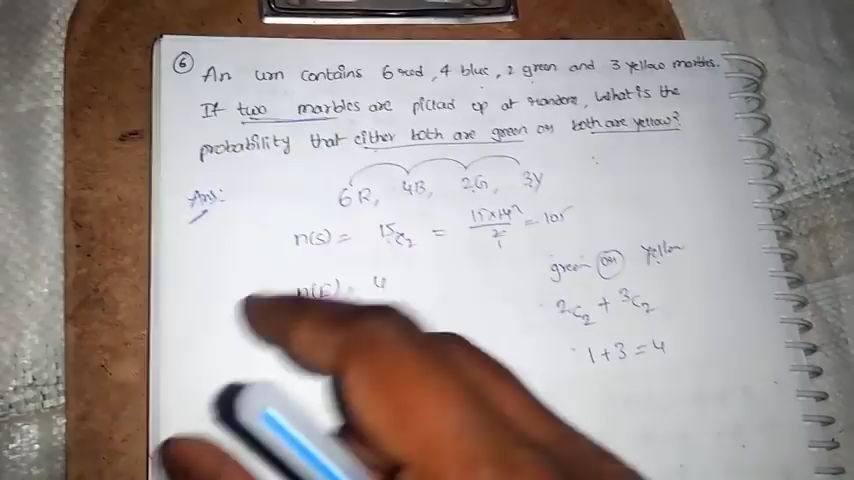 6 An urn contains 6 red, 4 blue, 2 green and 3 yellow marbles.
If two marbles are picked up at random, What is the
probability that either both are green or both are yellow?
Ans:
6R, 4B, 2G, 3Y
n(S) = 15C2 = 15×14 / 2 = 105
green or yellow
n(E) = 4
2C2 + 3C2
1+3 = 4